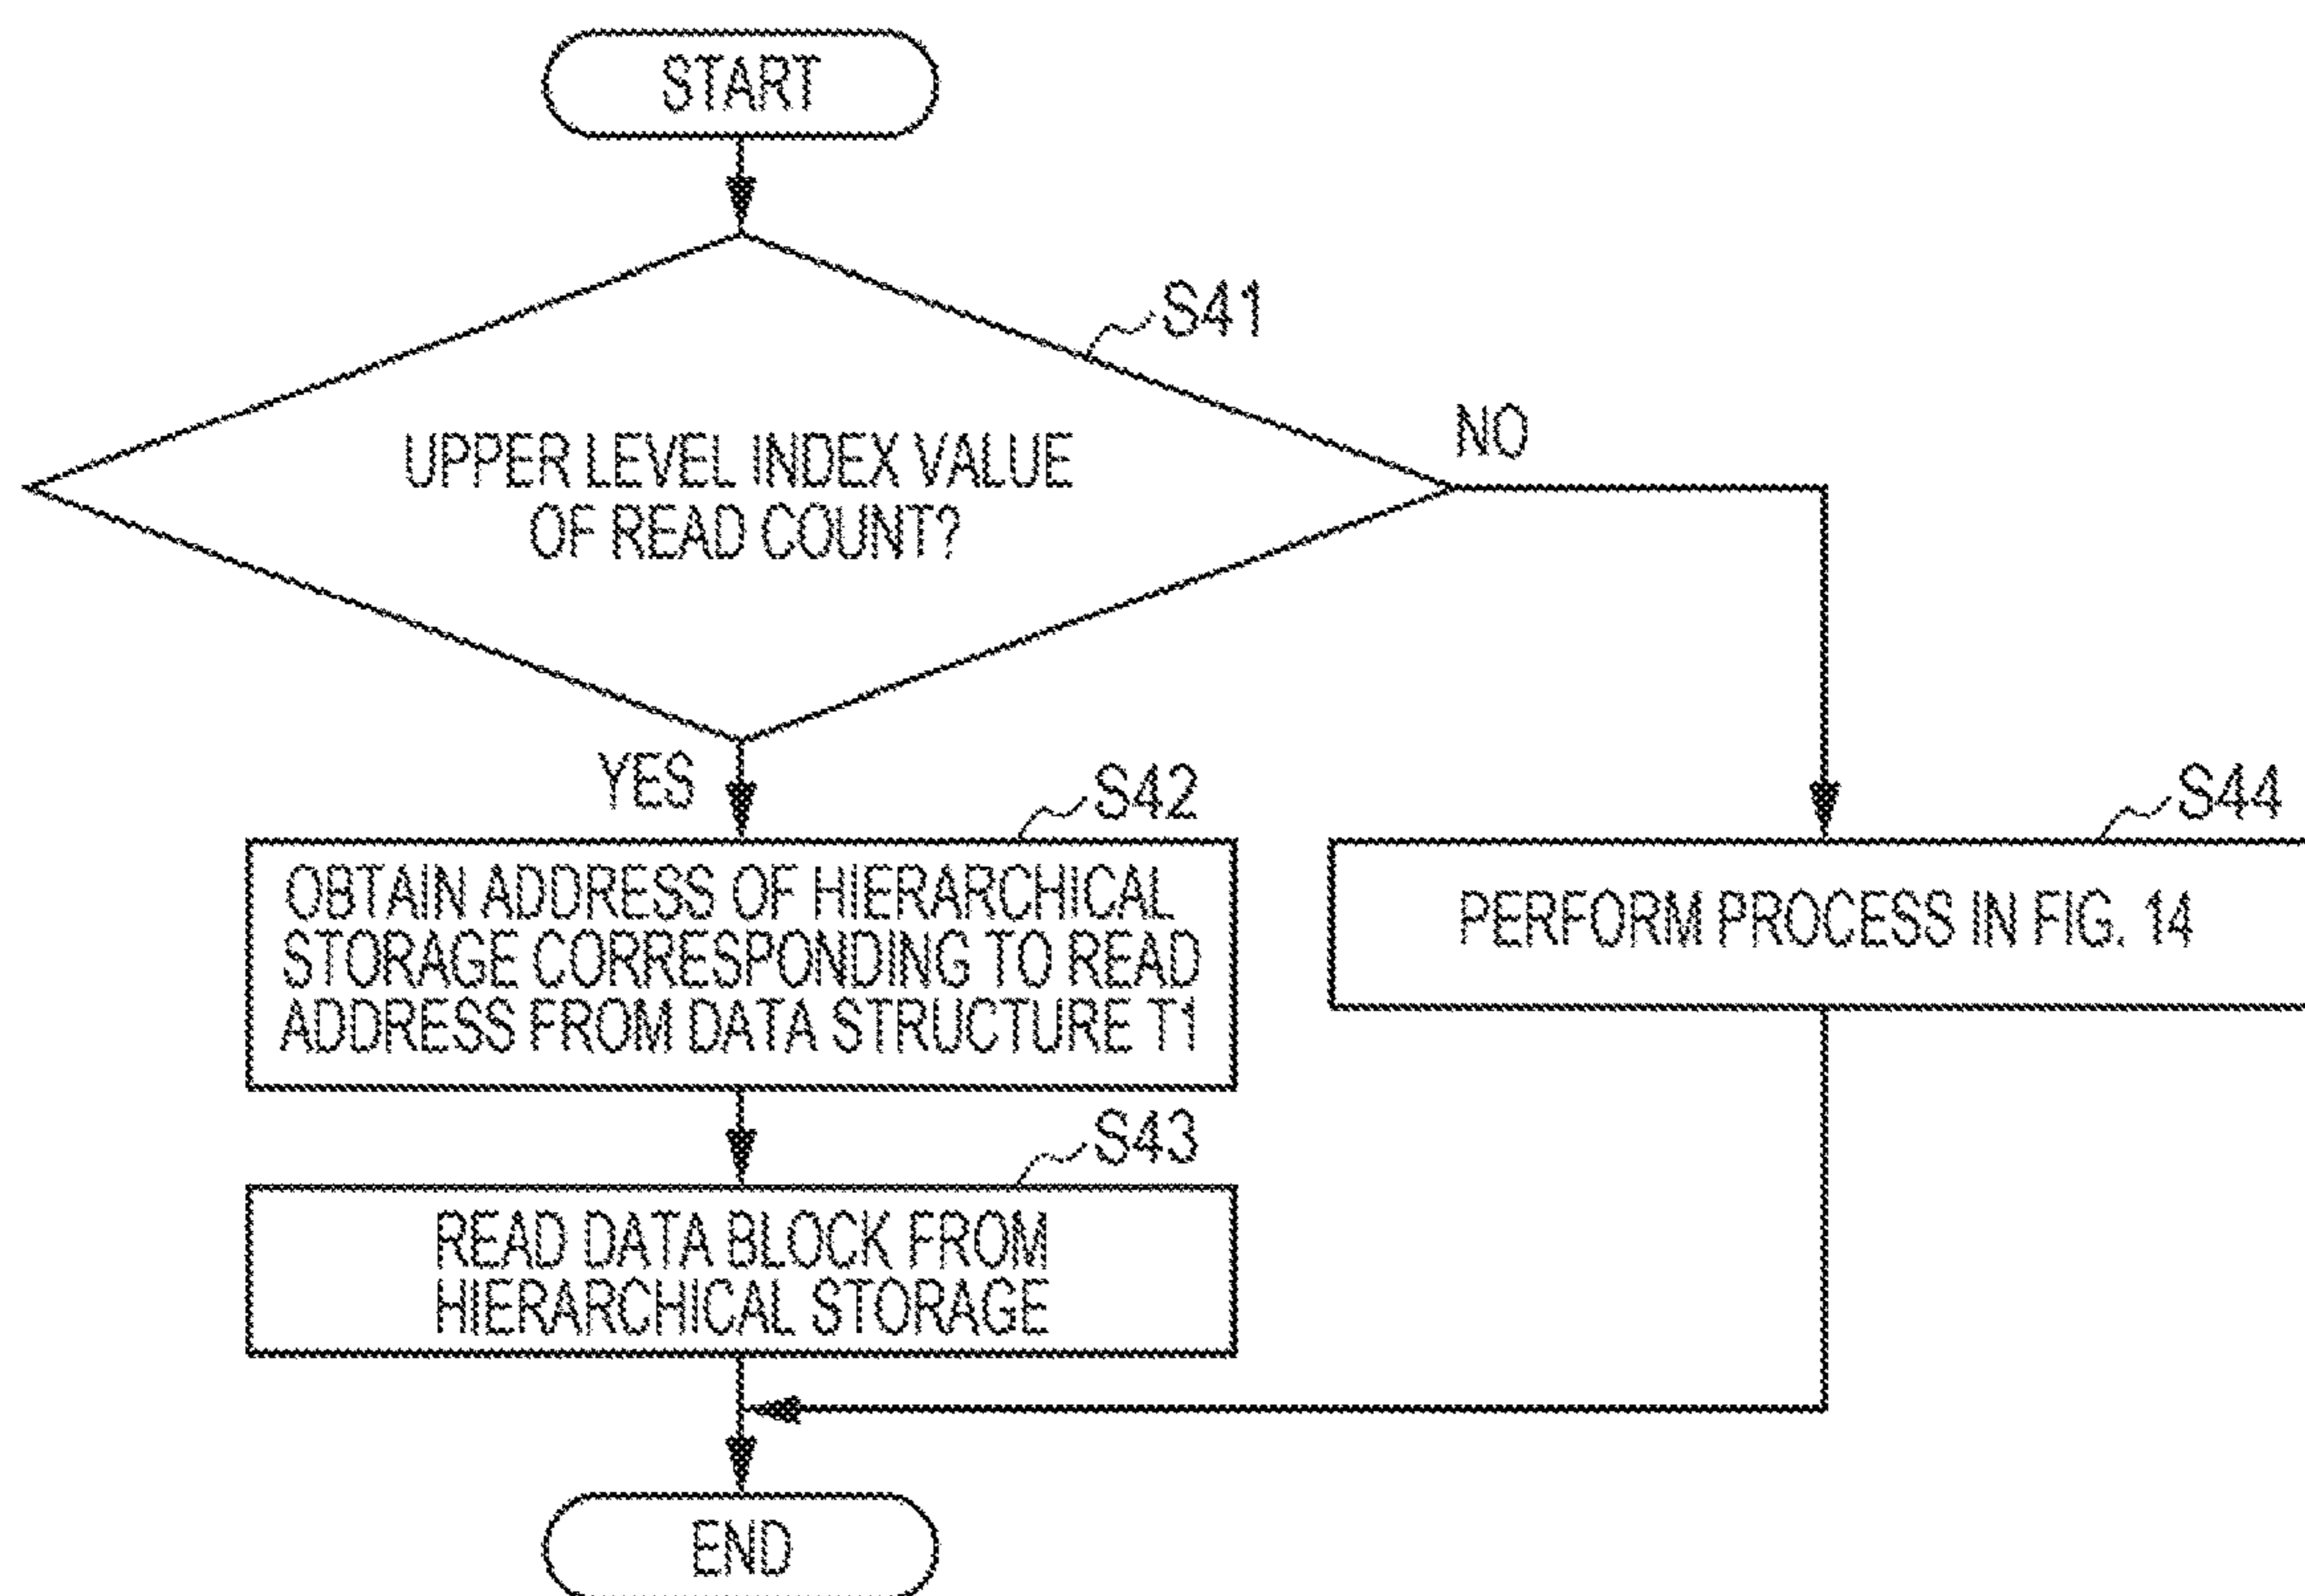 START
S41
UPPER LEVEL INDEX VALUE
OF READ COUNT?
NO
YES
S42
OBTAIN ADDRESS OF HIERARCHICAL
STORAGE CORRESPONDING TO READ
ADDRESS FROM DATA STRUCTURE T1
S44
PERFORM PROCESS IN FIG. 14
S43
READ DATA BLOCK FROM
HIERARCHICAL STORAGE
END